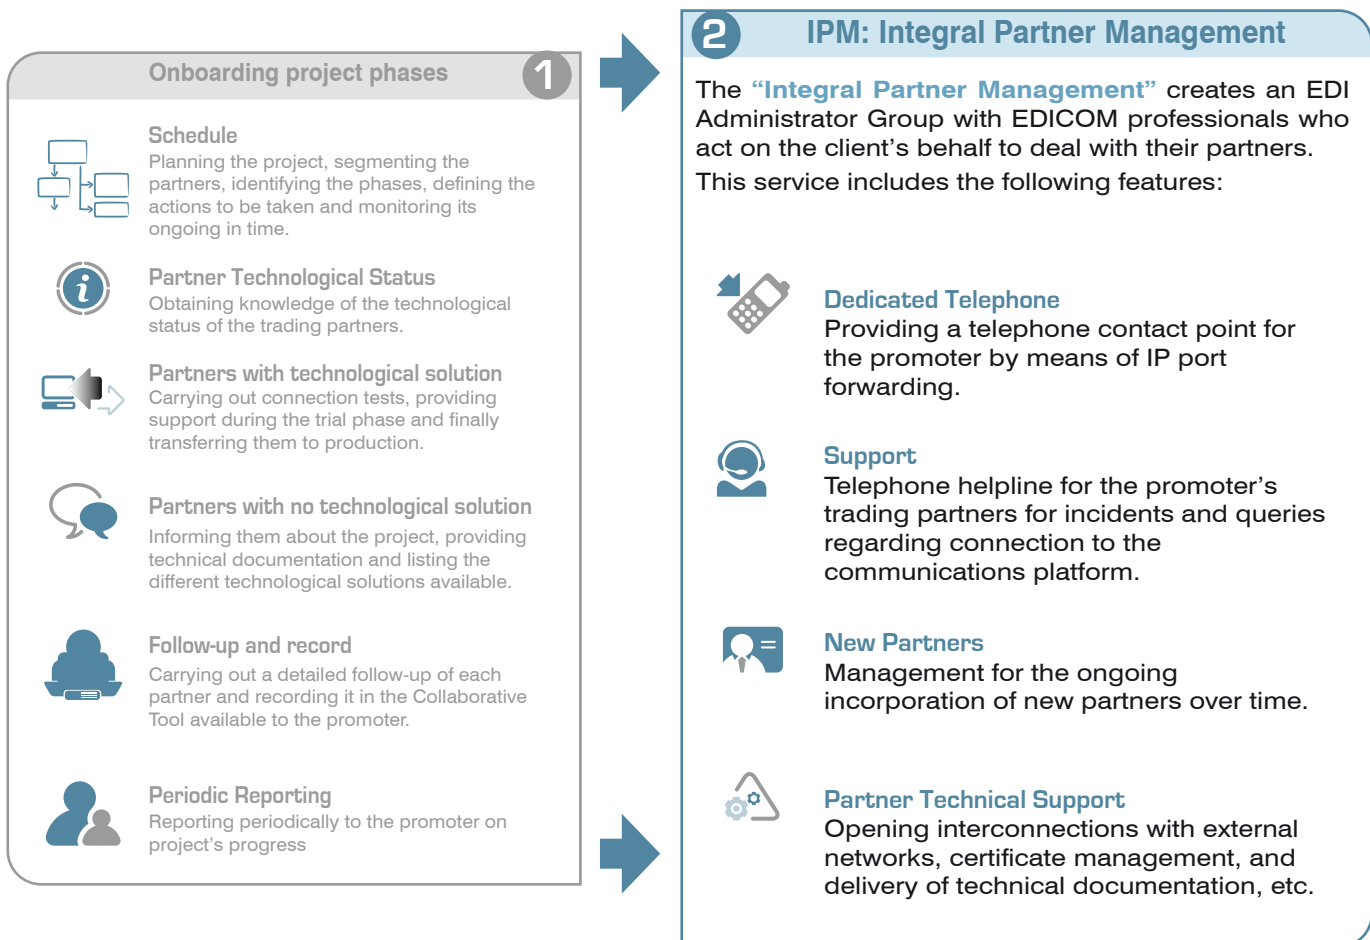 Onboarding project phases
1
Schedule
Planning the project, segmenting the
partners, identifying the phases, defining the
actions to be taken and monitoring its
ongoing in time.
i
Partner Technological Status
Obtaining knowledge of the technological
status of the trading partners.
Partners with technological solution
Carrying out connection tests, providing
support during the trial phase and finally
transferring them to production.
Partners with no technological solution
Informing them about the project, providing
technical documentation and listing the
different technological solutions available.
Follow-up and record
Carrying out a detailed follow-up of each
partner and recording it in the Collaborative
Tool available to the promoter.
Periodic Reporting
Reporting periodically to the promoter on
project's progress
2
IPM: Integral Partner Management
The “Integral Partner Management” creates an EDI
Administrator Group with EDICOM professionals who
act on the client's behalf to deal with their partners.
This service includes the following features:
Dedicated Telephone
Providing a telephone contact point for
the promoter by means of IP port
forwarding.
Support
Telephone helpline for the promoter's
trading partners for incidents and queries
regarding connection to the
communications platform.
New Partners
Management for the ongoing
incorporation of new partners over time.
Partner Technical Support
Opening interconnections with external
networks, certificate management, and
delivery of technical documentation, etc.